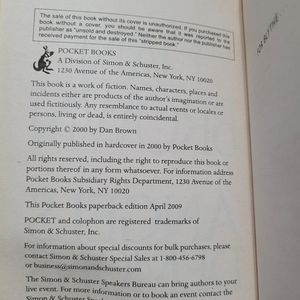 The sale of this book without its cover is unauthorized. If you purchased this
book without a cover, you should be aware that it was reported to the
publisher as "unsold and destroyed." Neither the author nor the publisher has
received payment for the sale of this "stripped book."
POCKET BOOKS
A Division of Simon & Schuster, Inc.
1230 Avenue of the Americas, New York, NY 10020
This book is a work of fiction. Names, characters, places and
incidents either are products of the author's imagination or are
used fictitiously. Any resemblance to actual events or locales or
persons, living or dead, is entirely coincidental.
Copyright © 2000 by Dan Brown
Originally published in hardcover in 2000 by Pocket Books
All rights reserved, including the right to reproduce this book or
portions thereof in any form whatsoever. For information address
Pocket Books Subsidiary Rights Department, 1230 Avenue of the
Americas, New York, NY 10020
This Pocket Books paperback edition April 2009
POCKET and colophon are registered trademarks of
Simon & Schuster, Inc.
For information about special discounts for bulk purchases, please
contact Simon & Schuster Special Sales at 1-800-456-6798
or business@simonandschuster.com
The Simon & Schuster Speakers Bureau can bring authors to your
live event. For more information or to book an event contact the
FOR BLYTHE...